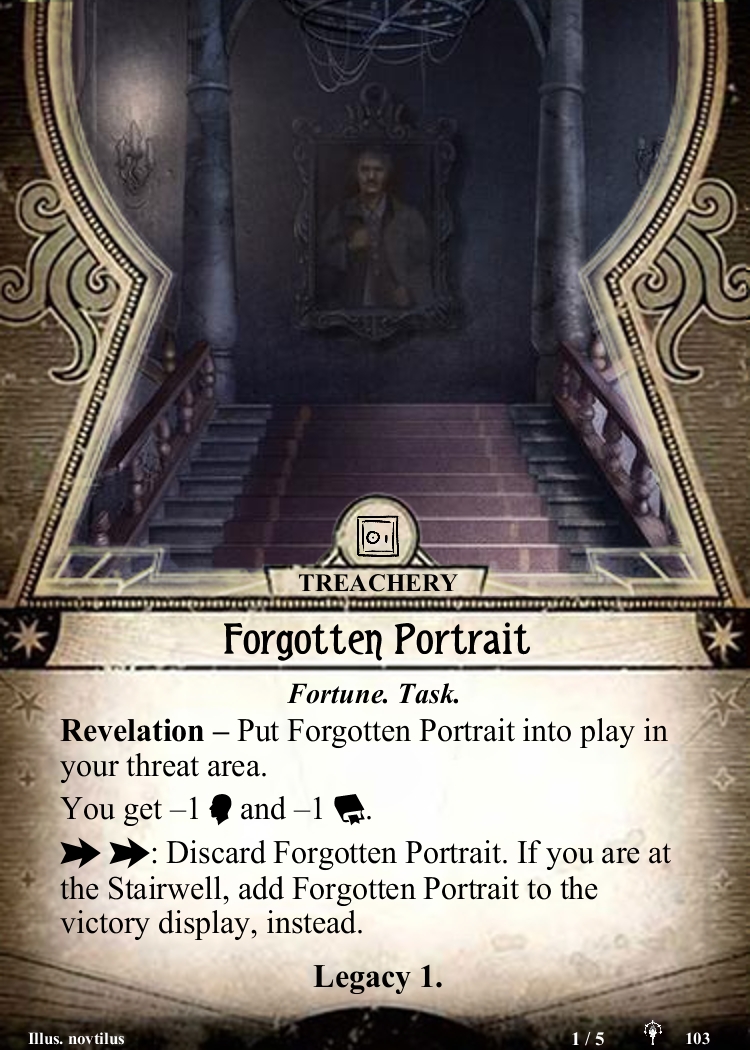 TREACHERY
Forgotten Portrait
Fortune. Task.
Revelation – Put Forgotten Portrait into play in
your threat area.
You get –1 and –1 .
: Discard Forgotten Portrait. If you are at
the Stairwell, add Forgotten Portrait to the
victory display, instead.
Legacy 1.
Illus. novtilus 1 / 5 103